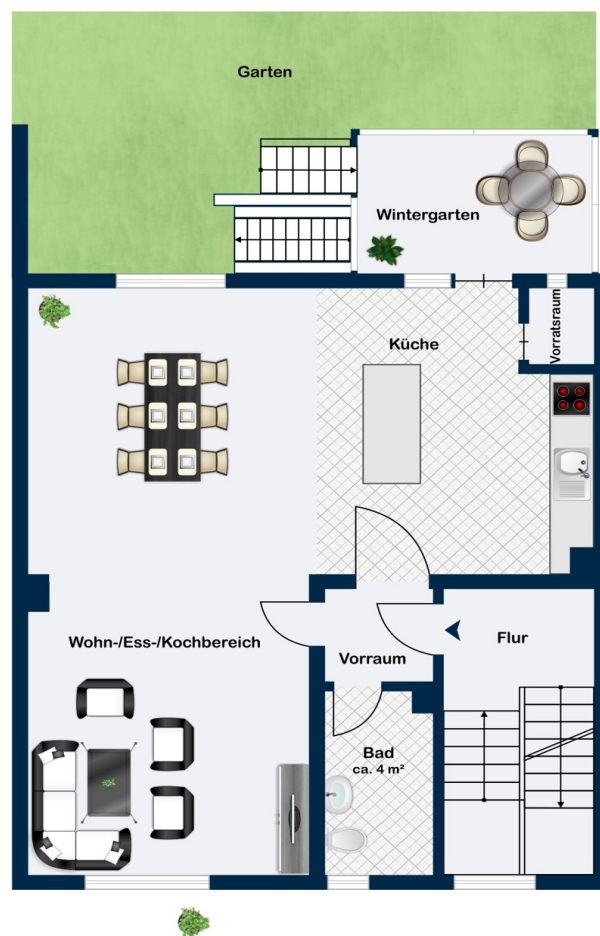 Garten
Wintergarten
Vorratsraum
Küche
Wohn-/Ess-/Kochbereich
Vorraum
Flur
Bad
ca. 4 m²